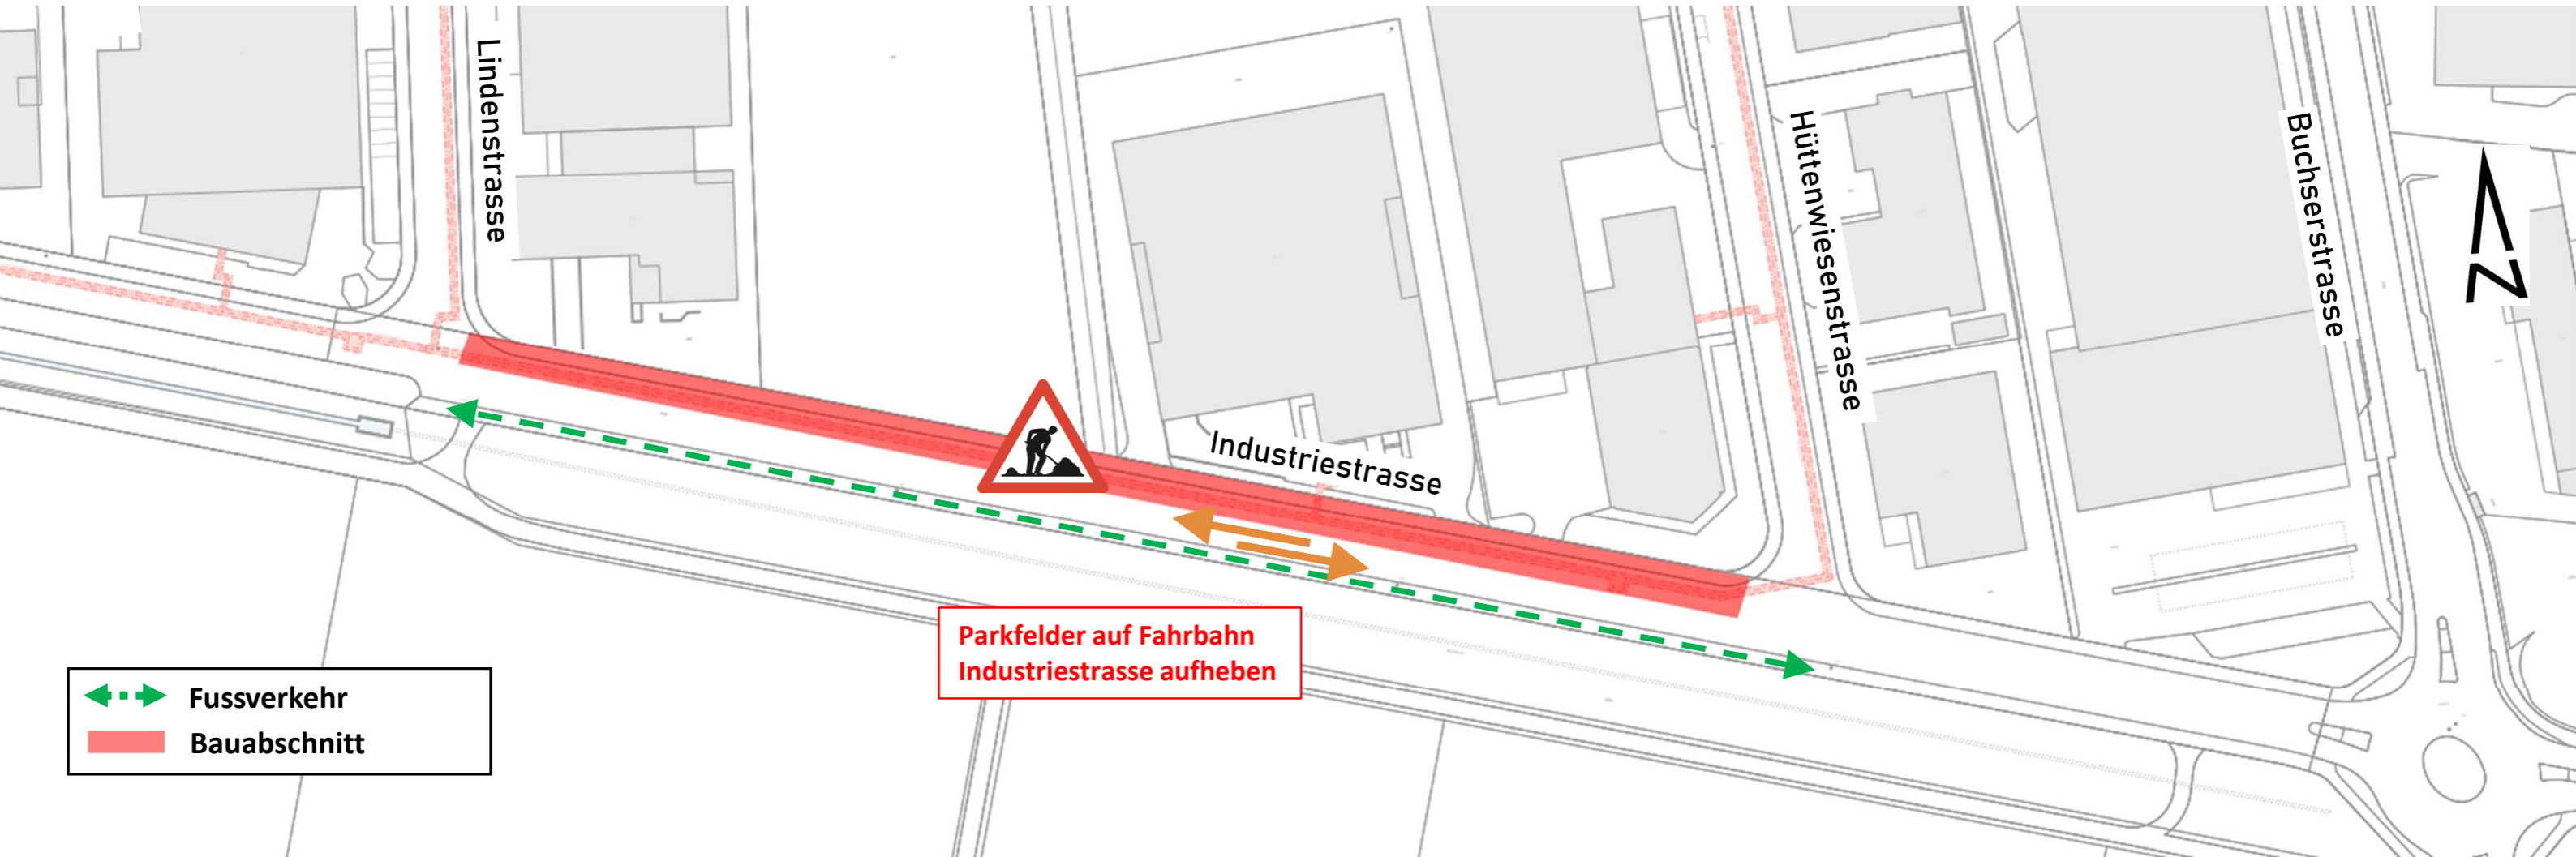 Lindenstrasse
Hüttenwiesenstrasse
Buchserstrasse
N
Industriestrasse
Parkfelder auf Fahrbahn
Industriestrasse aufheben
Fussverkehr
Bauabschnitt